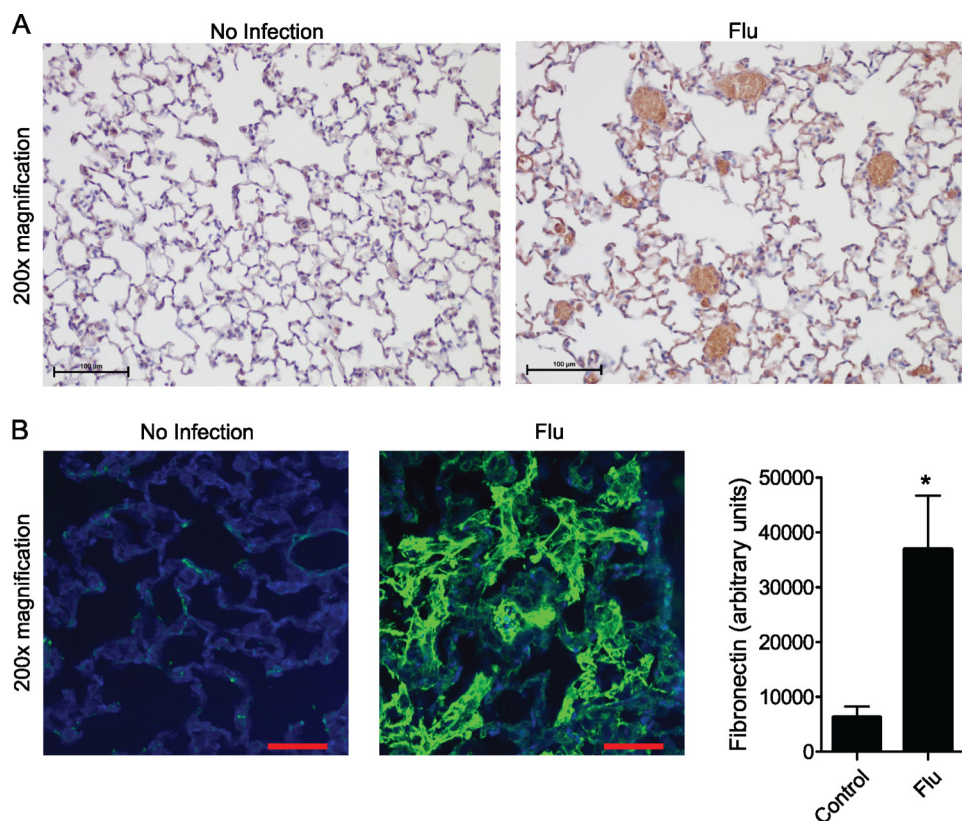 A
No Infection
Flu
200x magnification
100 µm
100 µm
B
No Infection
Flu
200x magnification
Fibronectin (arbitrary units)
50000
40000
30000
20000
10000
0
*
Control
Flu